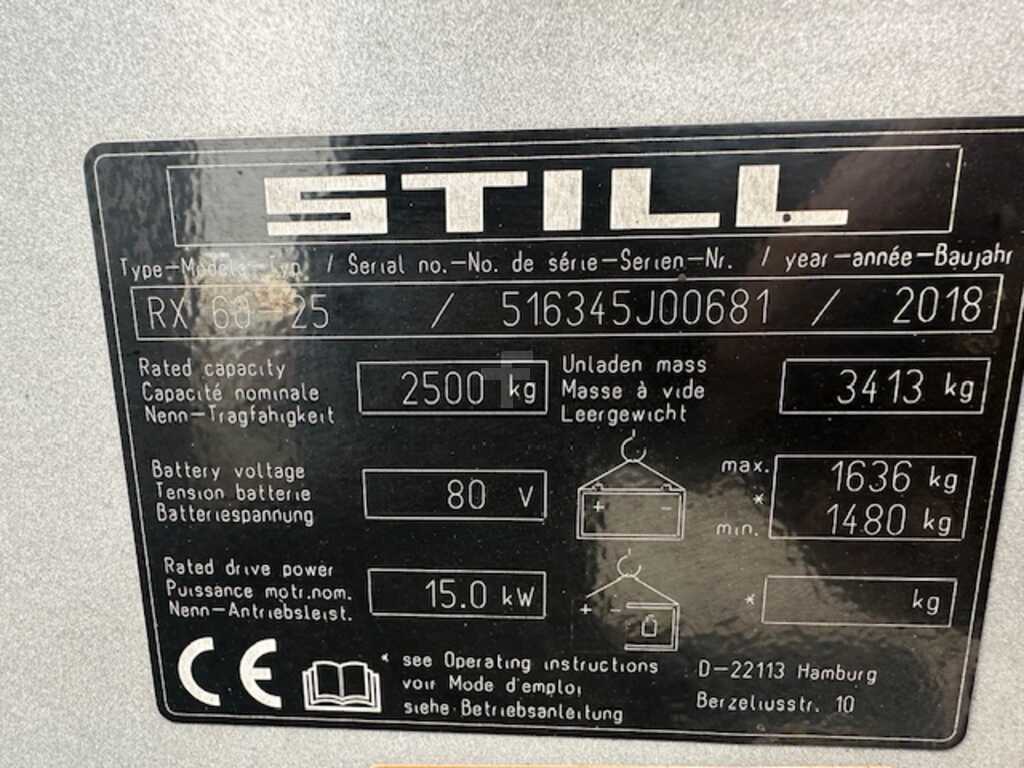 STILL
Type-Models-Typ. / Serial no.-No. de série-Serien-Nr. / year-année-Baujahr
RX 60-25 / 516345J00681 / 2018
Rated capacity
Capacité nominale
Nenn-Tragfähigkeit
2500 kg
Unladen mass
Masse à vide
Leergewicht
3413 kg
Battery voltage
Tension batterie
Batteriespannung
80 V
max. 1636 kg
*
min. 1480 kg
Rated drive power
Puissance motr.nom.
Nenn-Antriebsleist.
15.0 kW
+ -
+ -
* kg
CE
* see Operating instructions
voir Mode d'emploi
siehe Betriebsanleitung
D-22113 Hamburg
Berzeliusstr. 10